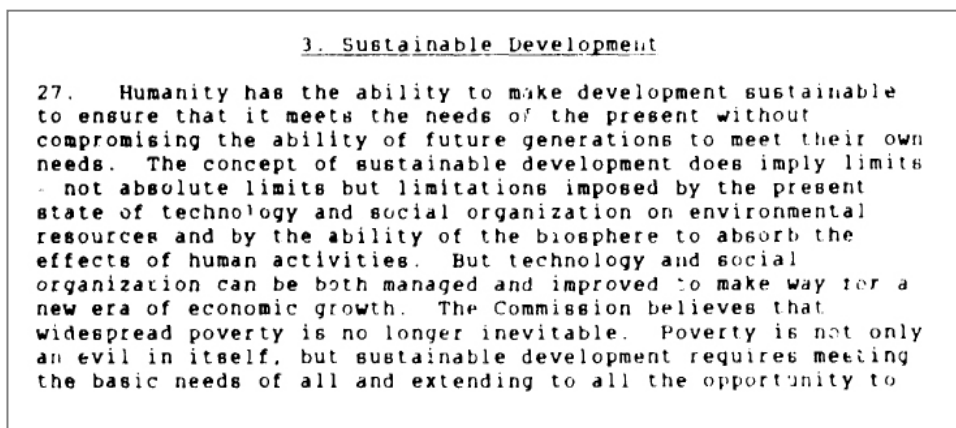 3. Sustainable Development
27. Humanity has the ability to make development sustainable
to ensure that it meets the needs of the present without
compromising the ability of future generations to meet their own
needs. The concept of sustainable development does imply limits
- not absolute limits but limitations imposed by the present
state of technology and social organization on environmental
resources and by the ability of the biosphere to absorb the
effects of human activities. But technology and social
organization can be both managed and improved to make way for a
new era of economic growth. The Commission believes that
widespread poverty is no longer inevitable. Poverty is not only
an evil in itself, but sustainable development requires meeting
the basic needs of all and extending to all the opportunity to